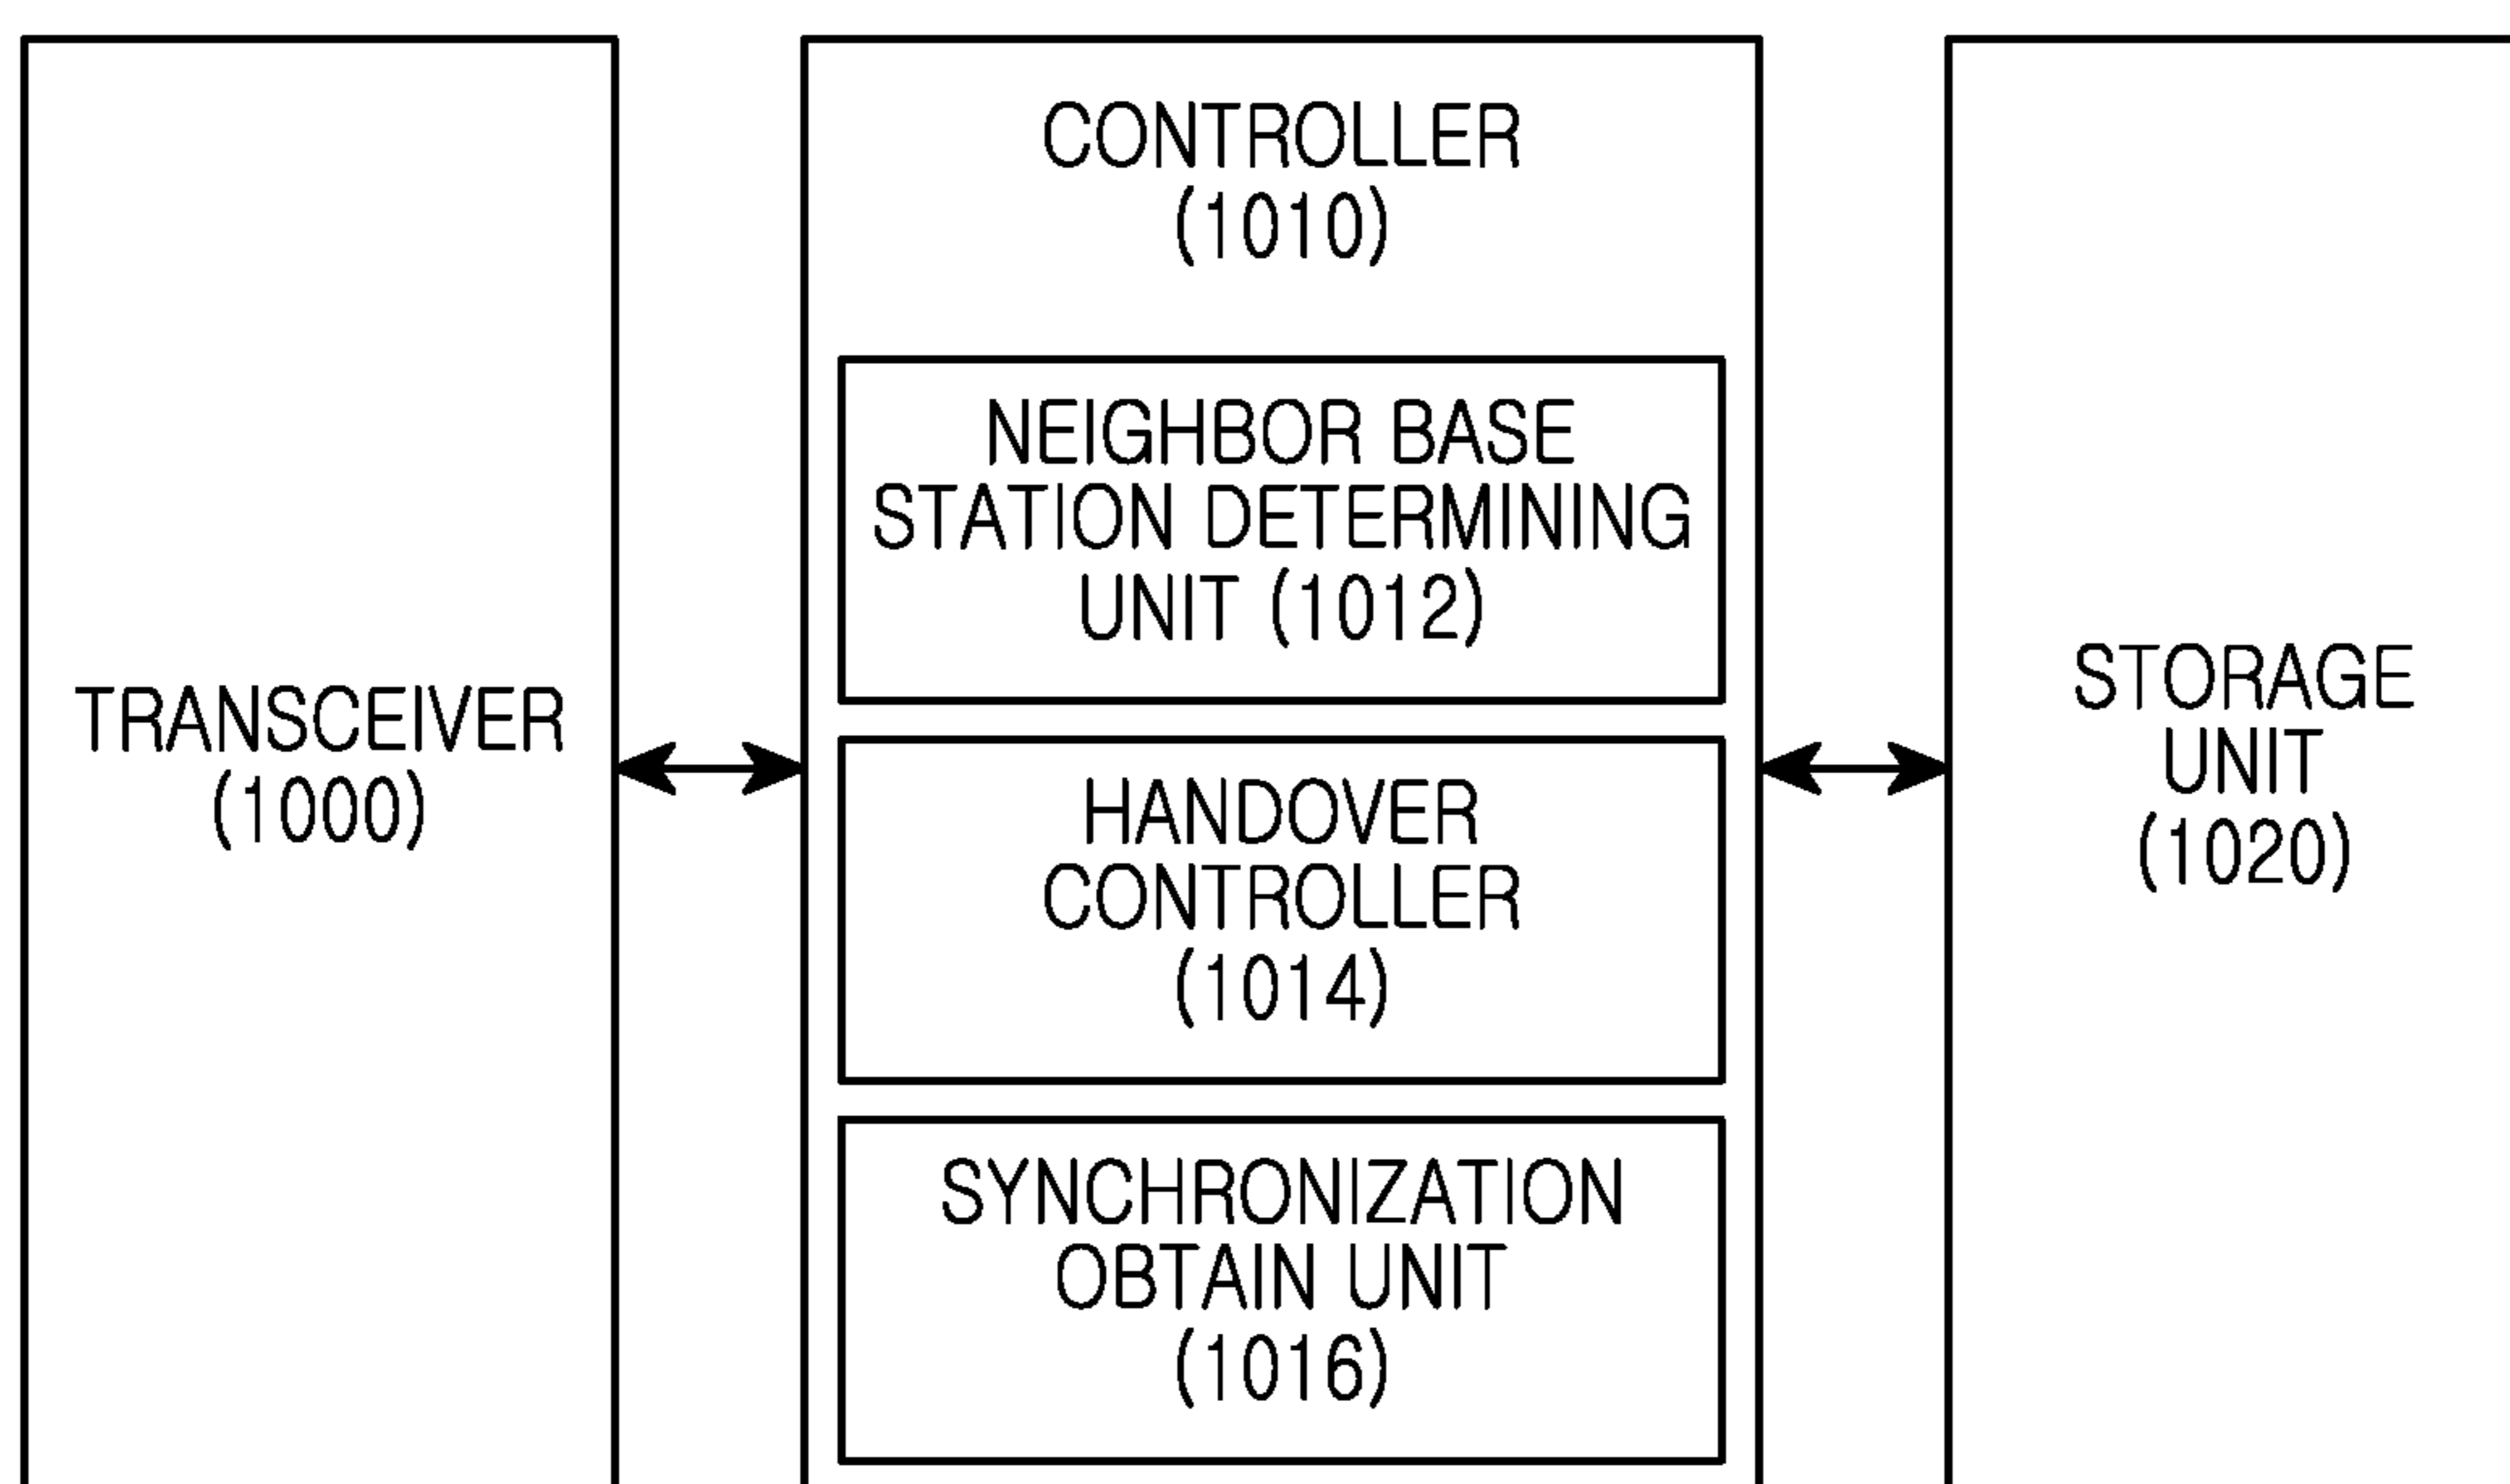 TRANSCEIVER
(1000)
CONTROLLER
(1010)
NEIGHBOR BASE
STATION DETERMINING
UNIT (1012)
HANDOVER
CONTROLLER
(1014)
SYNCHRONIZATION
OBTAIN UNIT
(1016)
STORAGE
UNIT
(1020)